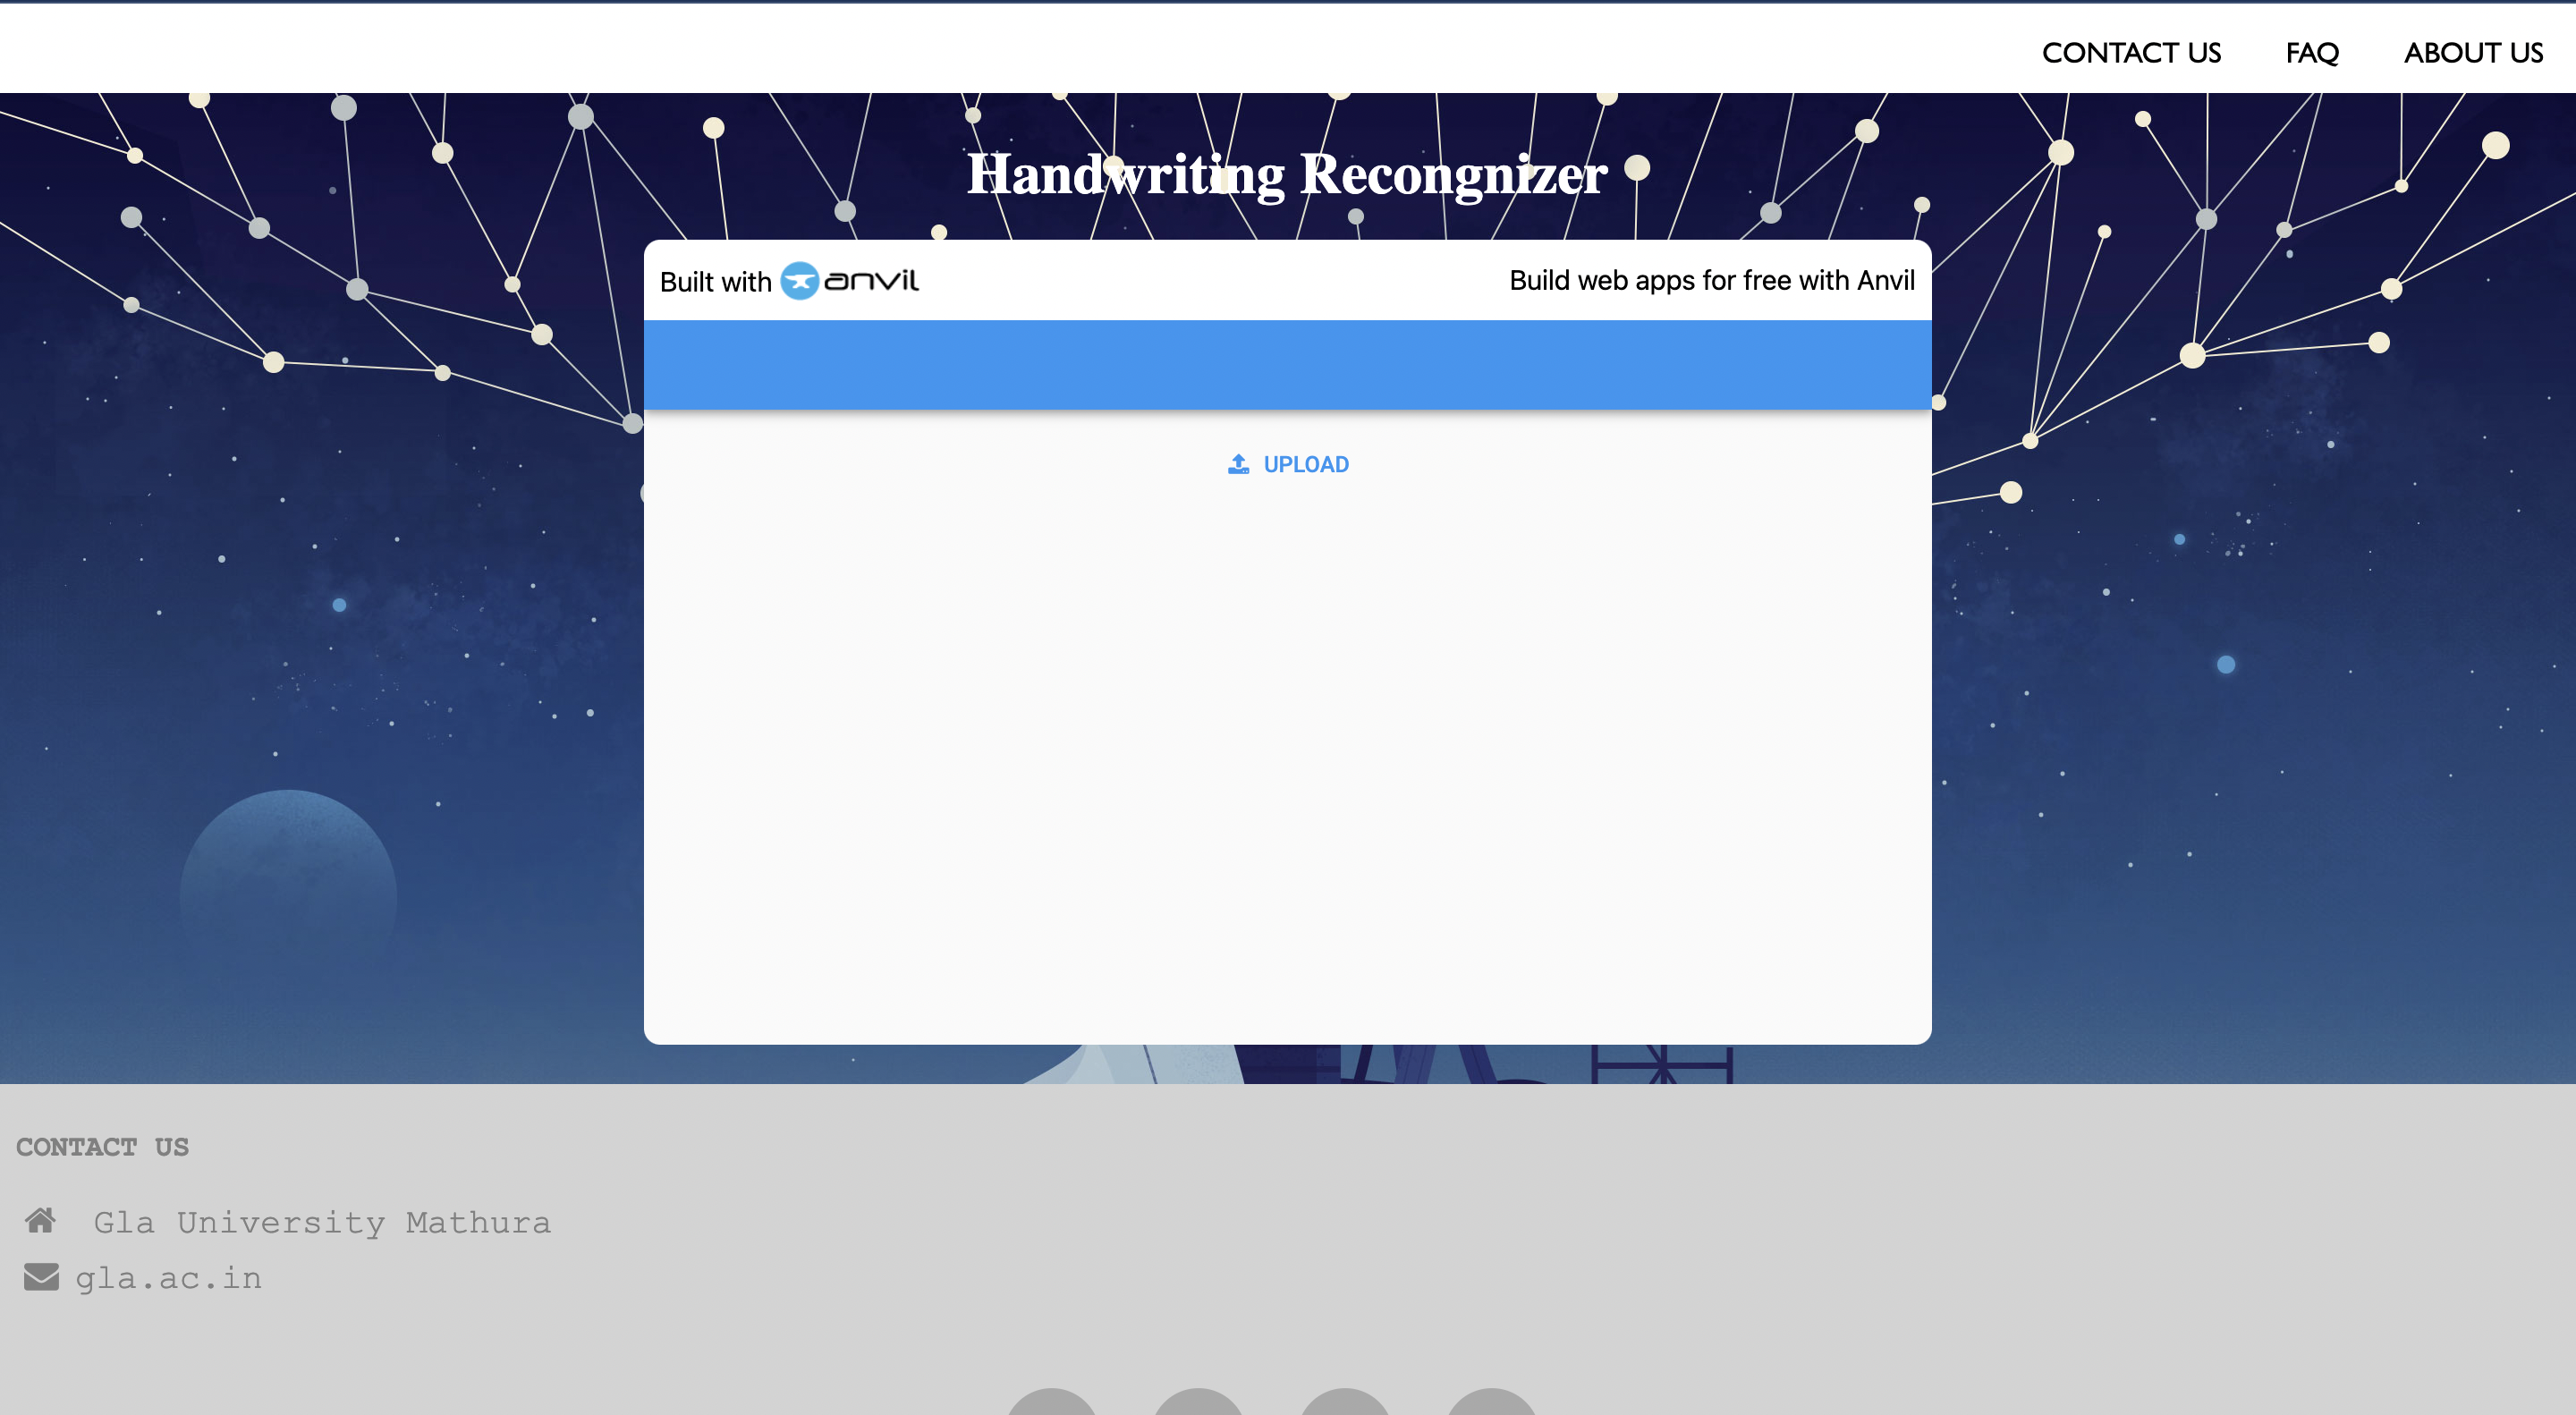 CONTACT US FAQ ABOUT US
Handwriting Recongnizer
Built with anvil Build web apps for free with Anvil
UPLOAD
CONTACT US
Gla University Mathura
gla.ac.in